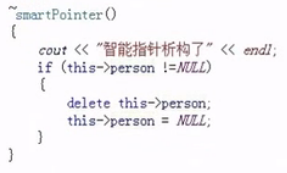 ~smartPointer()
{
cout << "智能指针析构了" << endl;
if (this->person !=NULL)
{
delete this->person;
this->person = NULL;
}
}